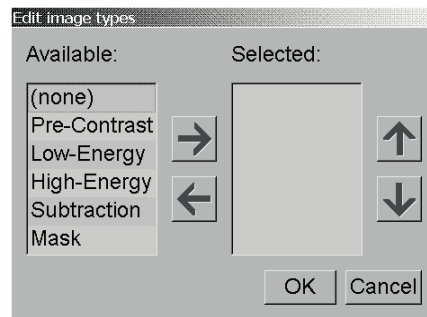 Edit image types
Available:
Selected:
(none)
Pre-Contrast
Low-Energy
High-Energy
Subtraction
Mask
OK
Cancel